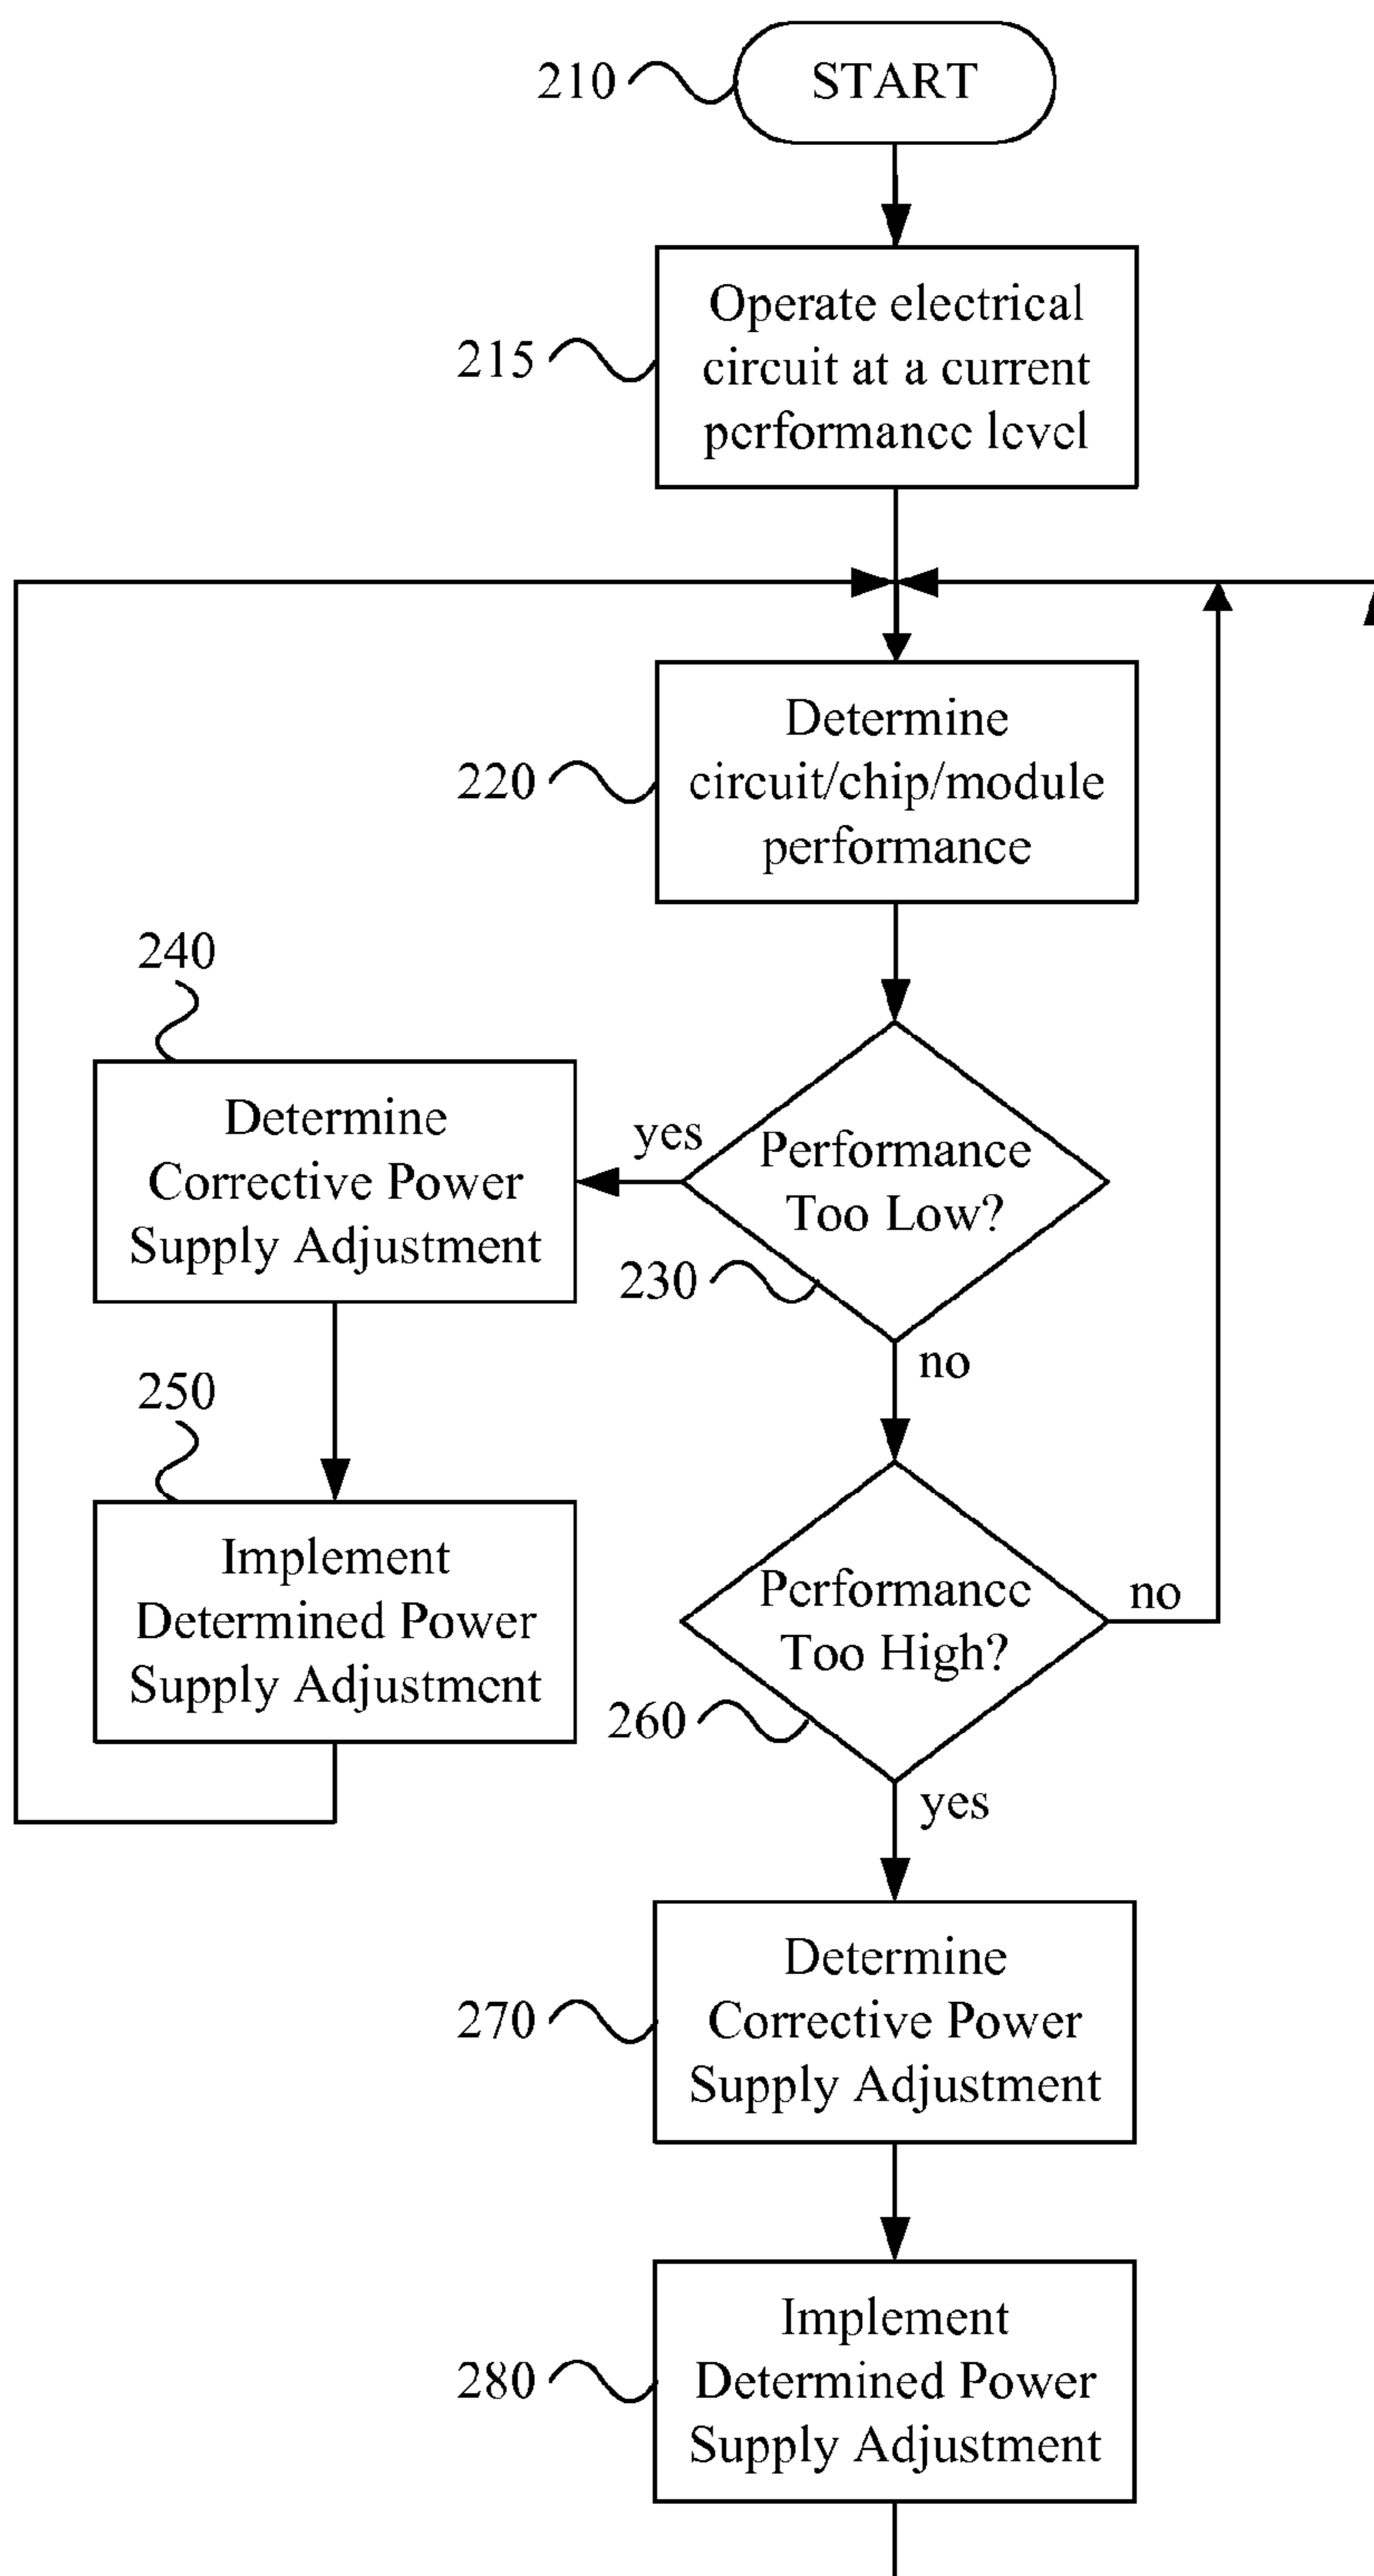 210
START
215
Operate electrical
circuit at a current
performance level
220
Determine
circuit/chip/module
performance
240
Determine
Corrective Power
Supply Adjustment
yes
Performance
Too Low?
230
no
250
Implement
Determined Power
Supply Adjustment
Performance
Too High?
no
260
yes
270
Determine
Corrective Power
Supply Adjustment
280
Implement
Determined Power
Supply Adjustment